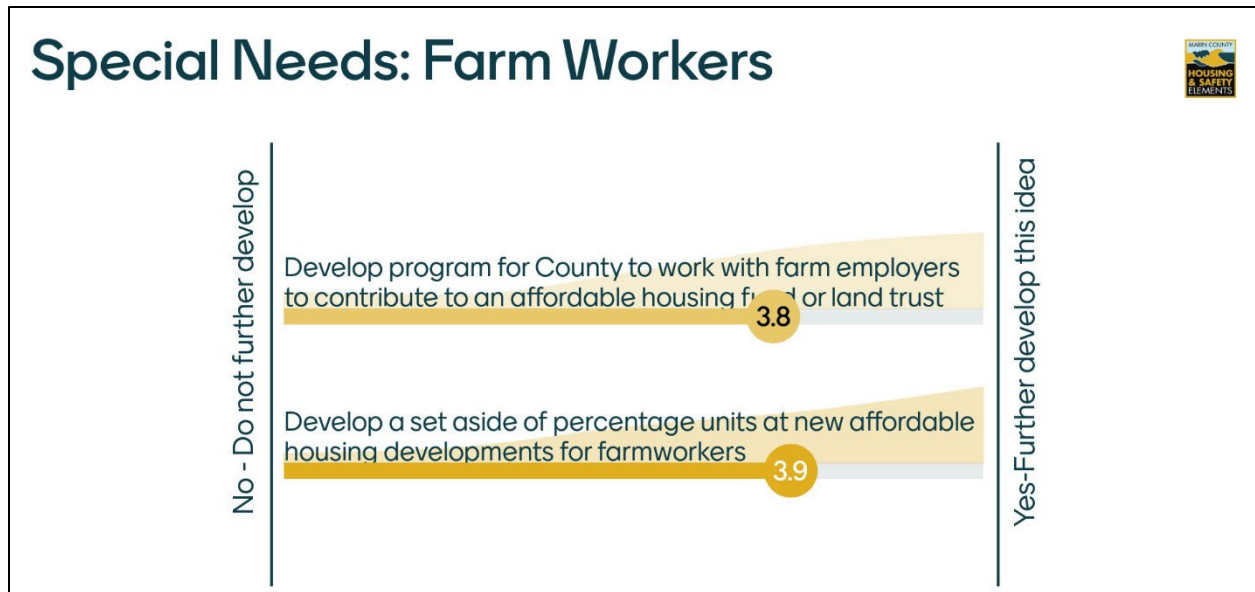 Special Needs: Farm Workers
MARIN COUNTY
HOUSING
& SAFETY
ELEMENTS
No - Do not further develop
Develop program for County to work with farm employers
to contribute to an affordable housing fund or land trust
3.8
Develop a set aside of percentage units at new affordable
housing developments for farmworkers
3.9
Yes-Further develop this idea